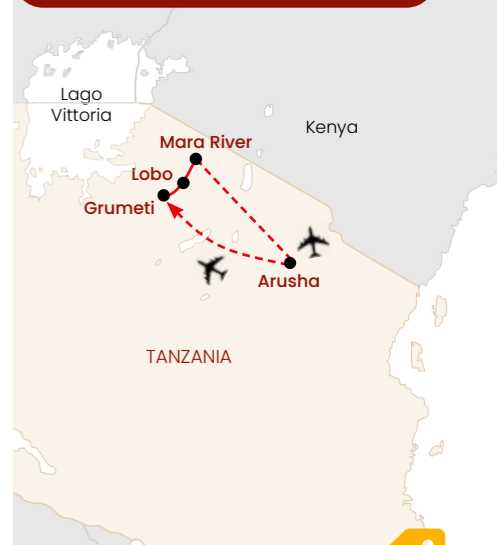 Lago
Vittoria
Kenya
Mara River
Lobo
Grumeti
Arusha
TANZANIA